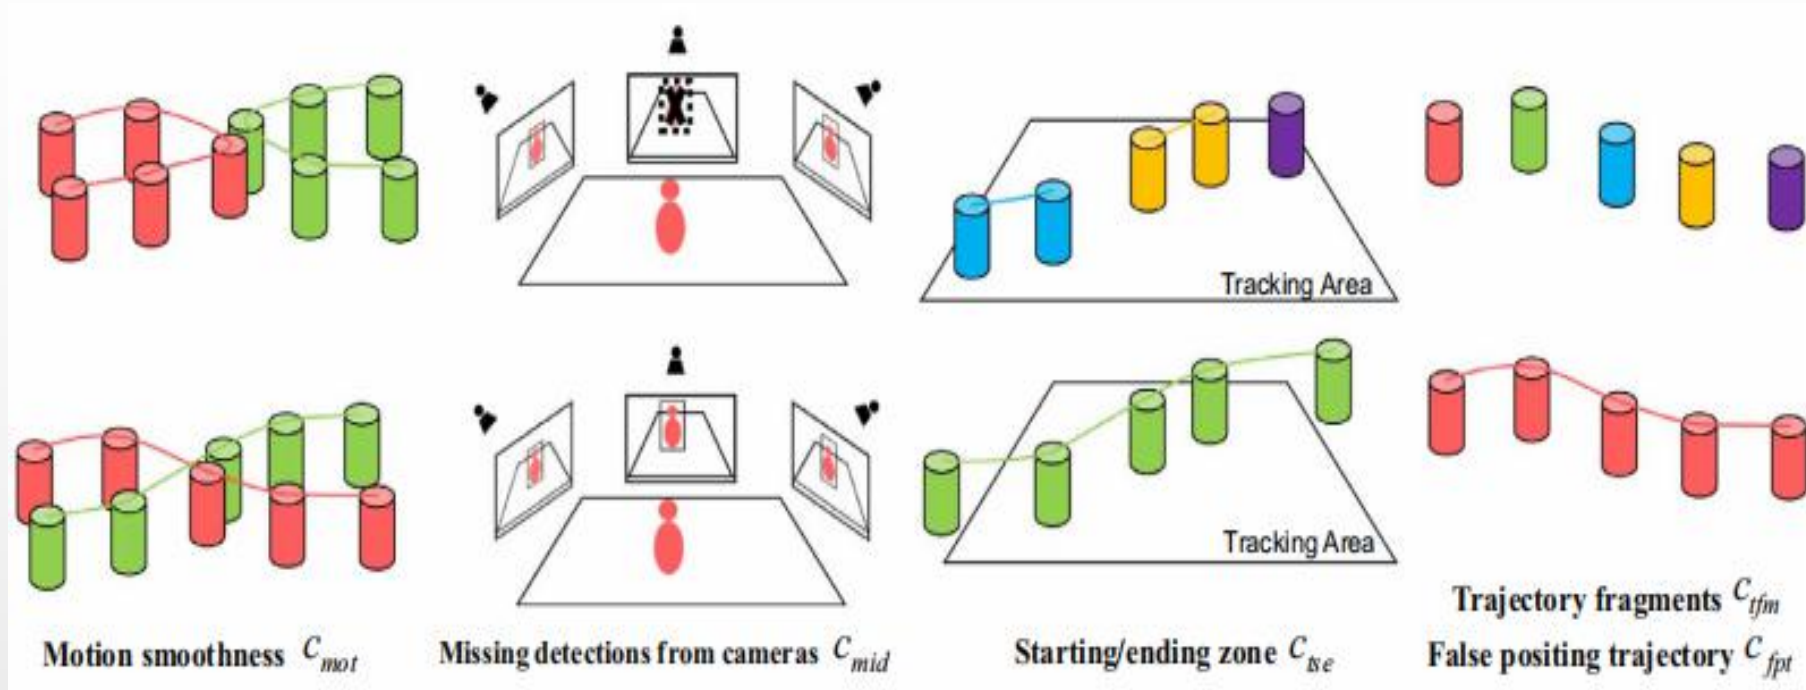 Tracking Area
Tracking Area
Motion smoothness C_mot
Missing detections from cameras C_mid
Starting/ending zone C_tse
Trajectory fragments C_tfm
False positing trajectory C_fpt